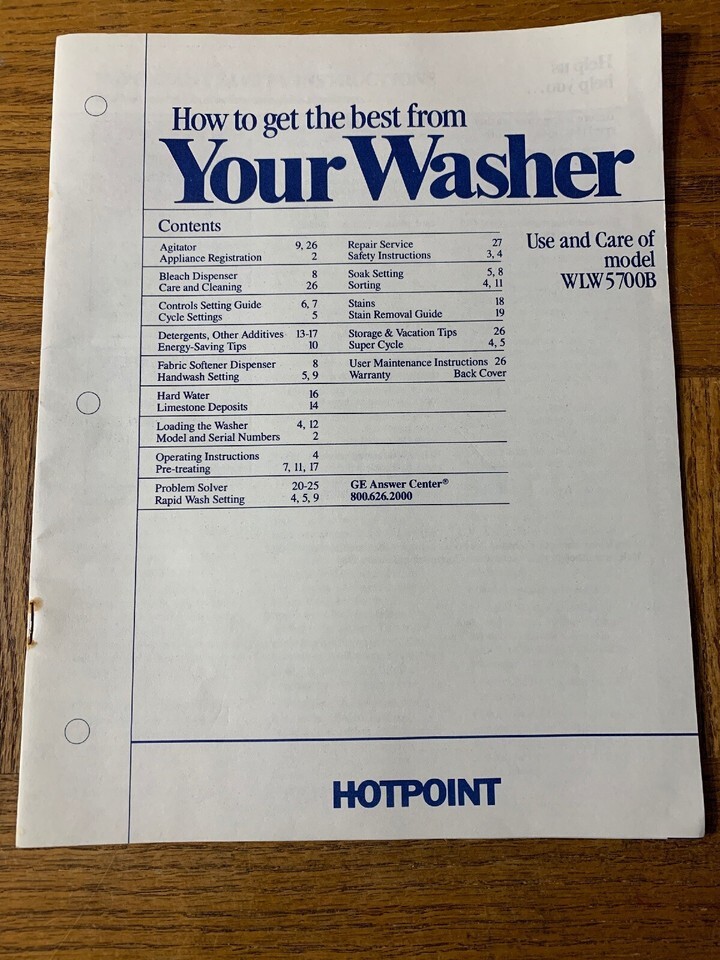 How to get the best from
Your Washer
Contents
Agitator 9, 26
Appliance Registration 2
Bleach Dispenser 8
Care and Cleaning 26
Controls Setting Guide 6, 7
Cycle Settings 5
Detergents, Other Additives 13-17
Energy-Saving Tips 10
Fabric Softener Dispenser 8
Handwash Setting 5, 9
Hard Water 16
Limestone Deposits 14
Loading the Washer 4, 12
Model and Serial Numbers 2
Operating Instructions 4
Pre-treating 7, 11, 17
Problem Solver 20-25
Rapid Wash Setting 4, 5, 9
Repair Service 27
Safety Instructions 3, 4
Soak Setting 5, 8
Sorting 4, 11
Stains 18
Stain Removal Guide 19
Storage & Vacation Tips 26
Super Cycle 4, 5
User Maintenance Instructions 26
Warranty Back Cover
GE Answer Center®
800.626.2000
Use and Care of
model
WLW5700B
HOTPOINT
Help us
help you...